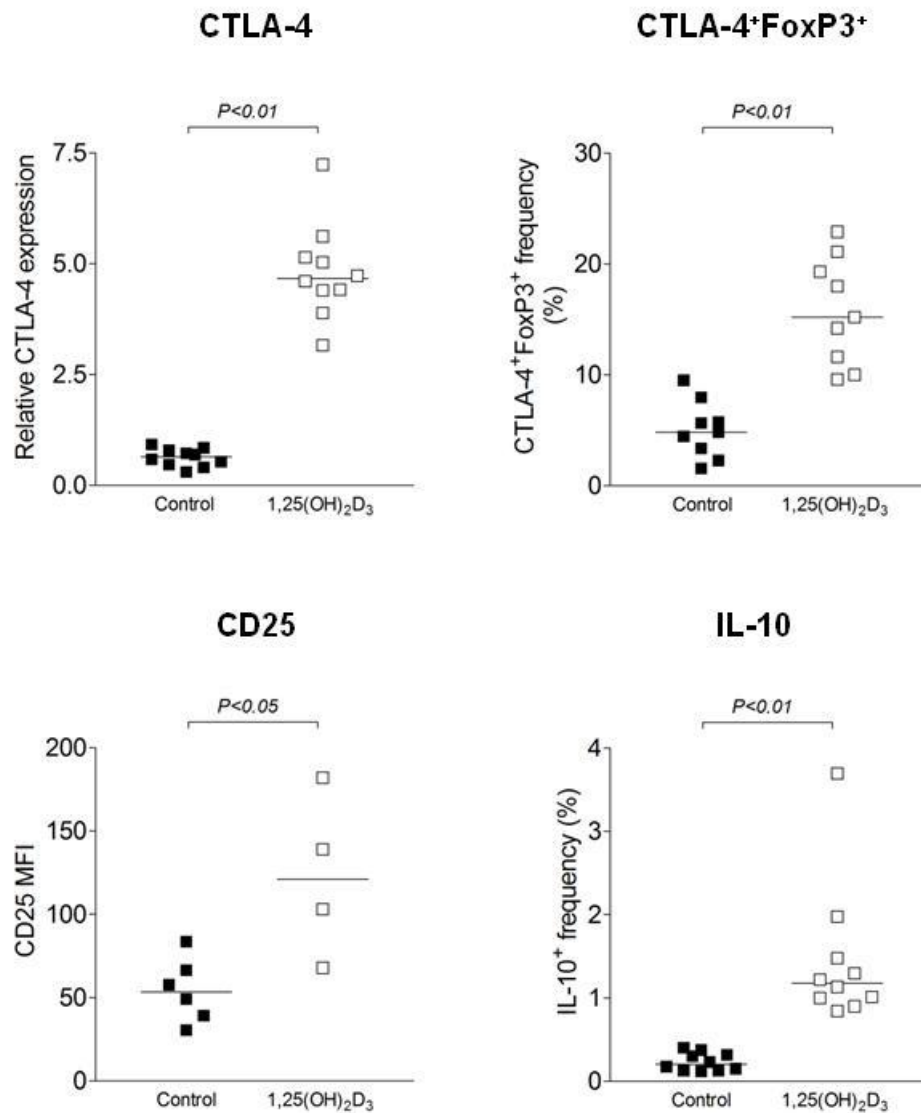 CTLA-4
P<0.01
Relative CTLA-4 expression
7.5
5.0
2.5
0.0
Control
1,25(OH)₂D₃
CTLA-4⁺FoxP3⁺
P<0.01
CTLA-4⁺FoxP3⁺ frequency
(%)
30
20
10
0
Control
1,25(OH)₂D₃
CD25
P<0.05
CD25 MFI
200
150
100
50
0
Control
1,25(OH)₂D₃
IL-10
P<0.01
IL-10⁺ frequency (%)
4
3
2
1
0
Control
1,25(OH)₂D₃